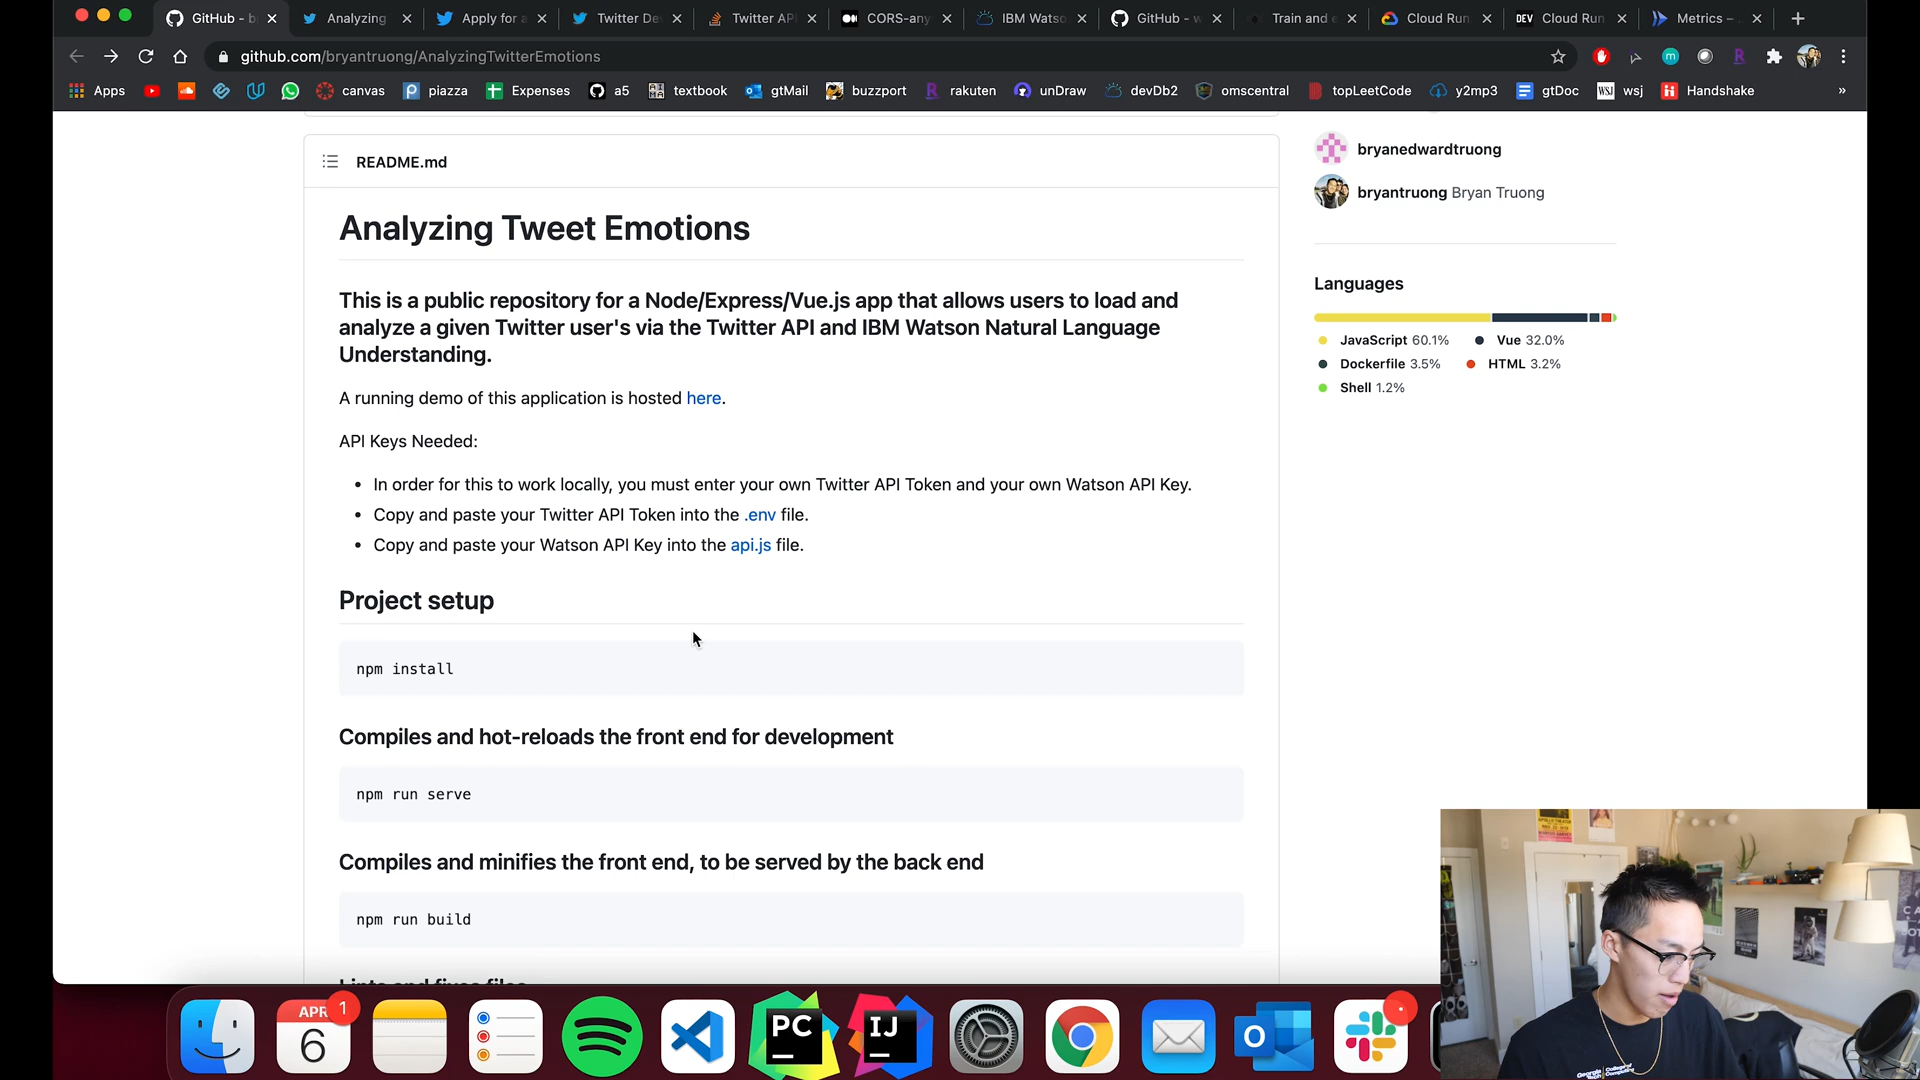 GitHub - b
Analyzing
Apply for a
Twitter De
Twitter AP
CORS-any
IBM Watso
GitHub - w
Train and e
Cloud Run
DEV Cloud Run
Metrics –
github.com/bryantruong/AnalyzingTwitterEmotions
Apps
canvas
piazza
Expenses
a5
textbook
gtMail
buzzport
rakuten
unDraw
devDb2
omscentral
topLeetCode
y2mp3
gtDoc
WSJ wsj
Handshake
»
README.md
Analyzing Tweet Emotions
This is a public repository for a Node/Express/Vue.js app that allows users to load and
analyze a given Twitter user's via the Twitter API and IBM Watson Natural Language
Understanding.
A running demo of this application is hosted here.
API Keys Needed:
• In order for this to work locally, you must enter your own Twitter API Token and your own Watson API Key.
• Copy and paste your Twitter API Token into the .env file.
• Copy and paste your Watson API Key into the api.js file.
Project setup
npm install
Compiles and hot-reloads the front end for development
npm run serve
Compiles and minifies the front end, to be served by the back end
npm run build
Lints and fixes files
bryanedwardtruong
bryantruong Bryan Truong
Languages
JavaScript 60.1%
Vue 32.0%
Dockerfile 3.5%
HTML 3.2%
Shell 1.2%
APR
1
6
PC
IJ